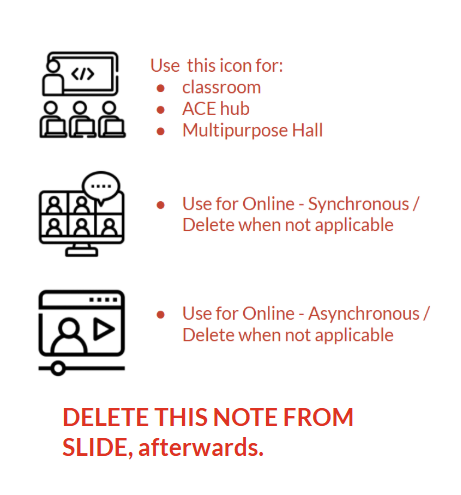 </>
Use this icon for:
● classroom
● ACE hub
● Multipurpose Hall
● Use for Online - Synchronous /
Delete when not applicable
● Use for Online - Asynchronous /
Delete when not applicable
DELETE THIS NOTE FROM
SLIDE, afterwards.